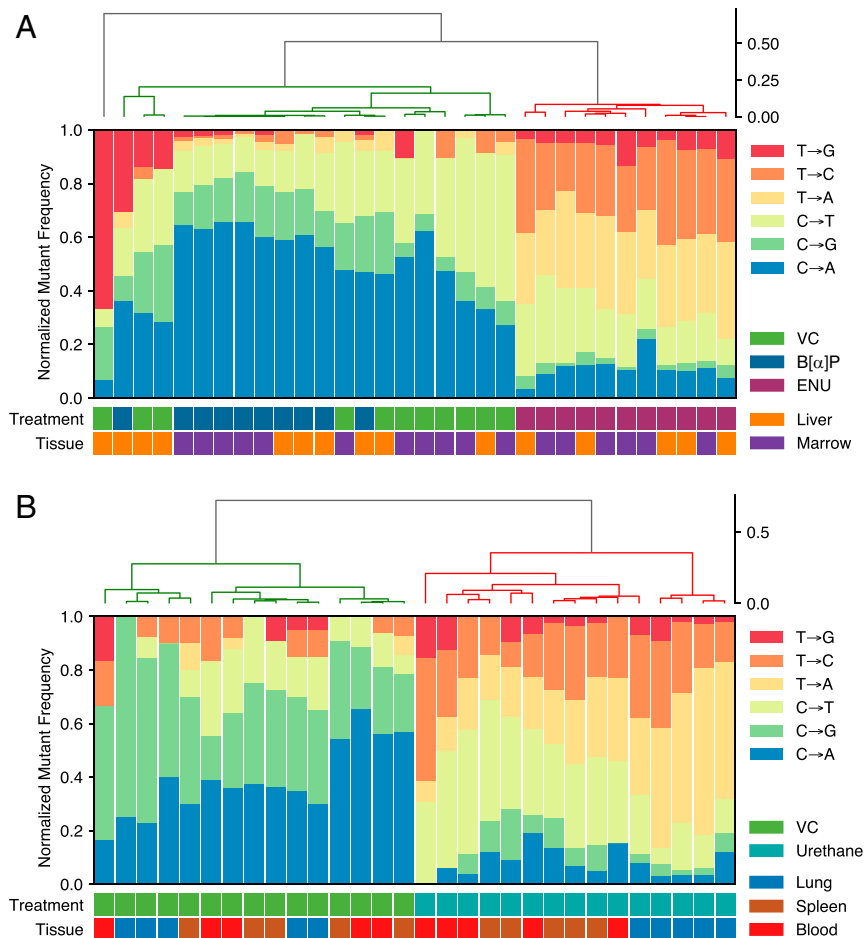 A
0.50
0.25
0.00
1.0
0.8
0.6
0.4
0.2
0.0
Normalized Mutant Frequency
T→G
T→C
T→A
C→T
C→G
C→A
VC
B[α]P
ENU
Treatment
Liver
Tissue
Marrow
B
0.5
0.0
1.0
0.8
0.6
0.4
0.2
0.0
Normalized Mutant Frequency
T→G
T→C
T→A
C→T
C→G
C→A
VC
Urethane
Lung
Treatment
Spleen
Tissue
Blood